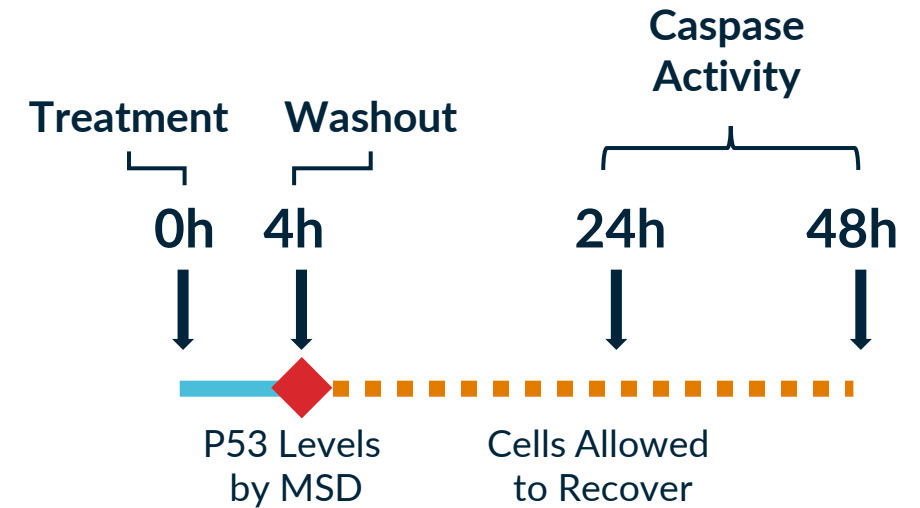 Caspase
Activity
Treatment
Washout
0h
4h
24h
48h
P53 Levels
by MSD
Cells Allowed
to Recover